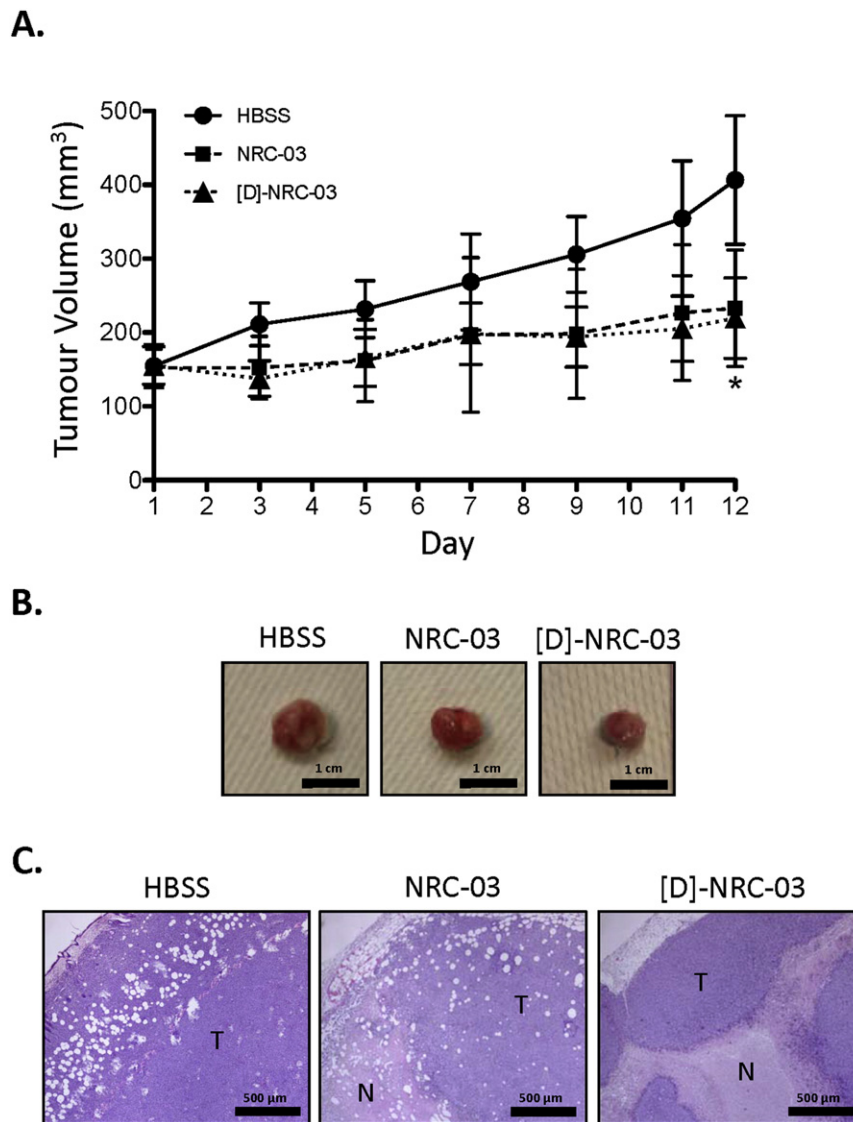 A.
Tumour Volume (mm³)
500
400
300
200
100
0
HBSS
NRC-03
[D]-NRC-03
*
1 2 3 4 5 6 7 8 9 10 11 12
Day
B.
HBSS NRC-03 [D]-NRC-03
1 cm 1 cm 1 cm
C.
HBSS NRC-03 [D]-NRC-03
T T T
N N
500 µm 500 µm 500 µm